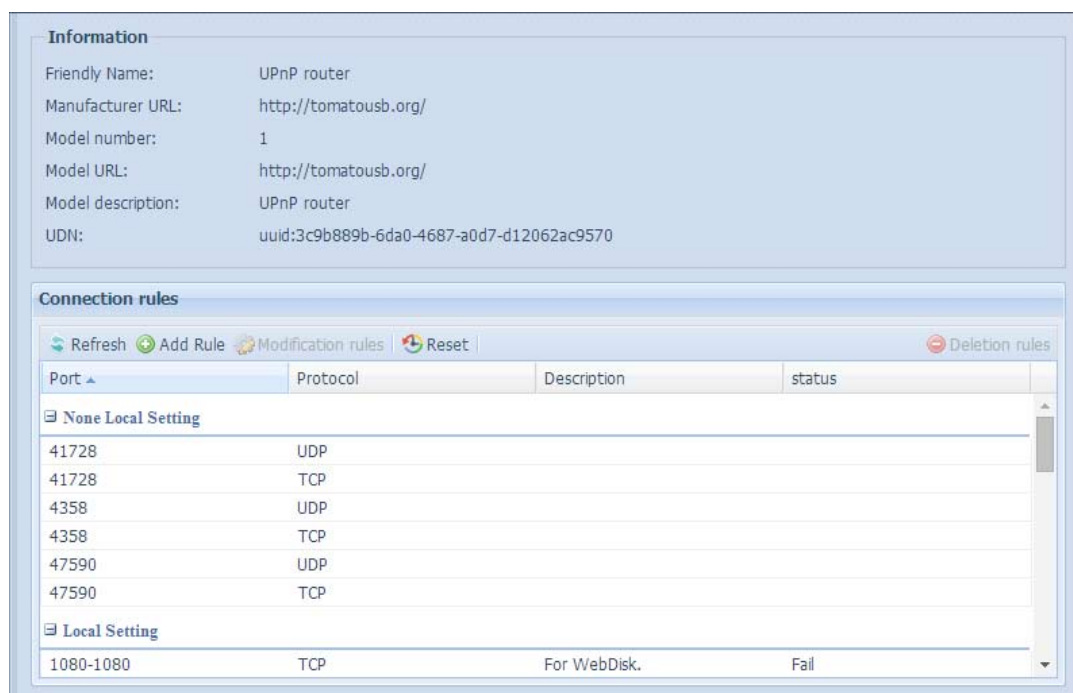 Information
Friendly Name: UPnP router
Manufacturer URL: http://tomatousb.org/
Model number: 1
Model URL: http://tomatousb.org/
Model description: UPnP router
UDN: uuid:3c9b889b-6da0-4687-a0d7-d12062ac9570
Connection rules
Refresh Add Rule Modification rules Reset Deletion rules
Port Protocol Description status
None Local Setting
41728 UDP
41728 TCP
4358 UDP
4358 TCP
47590 UDP
47590 TCP
Local Setting
1080-1080 TCP For WebDisk. Fail